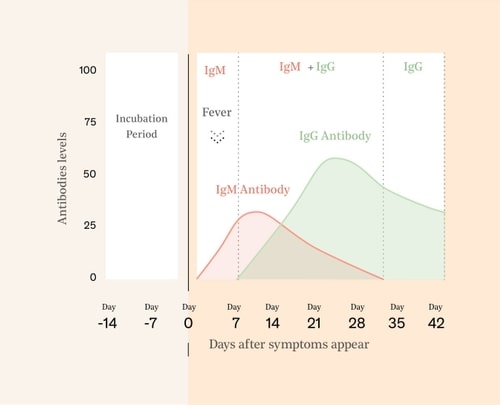 100
75
50
25
0
Antibodies levels
Incubation
Period
IgM
IgM + IgG
IgG
Fever
IgG Antibody
IgM Antibody
Day Day Day Day Day Day Day Day Day
-14 -7 0 7 14 21 28 35 42
Days after symptoms appear